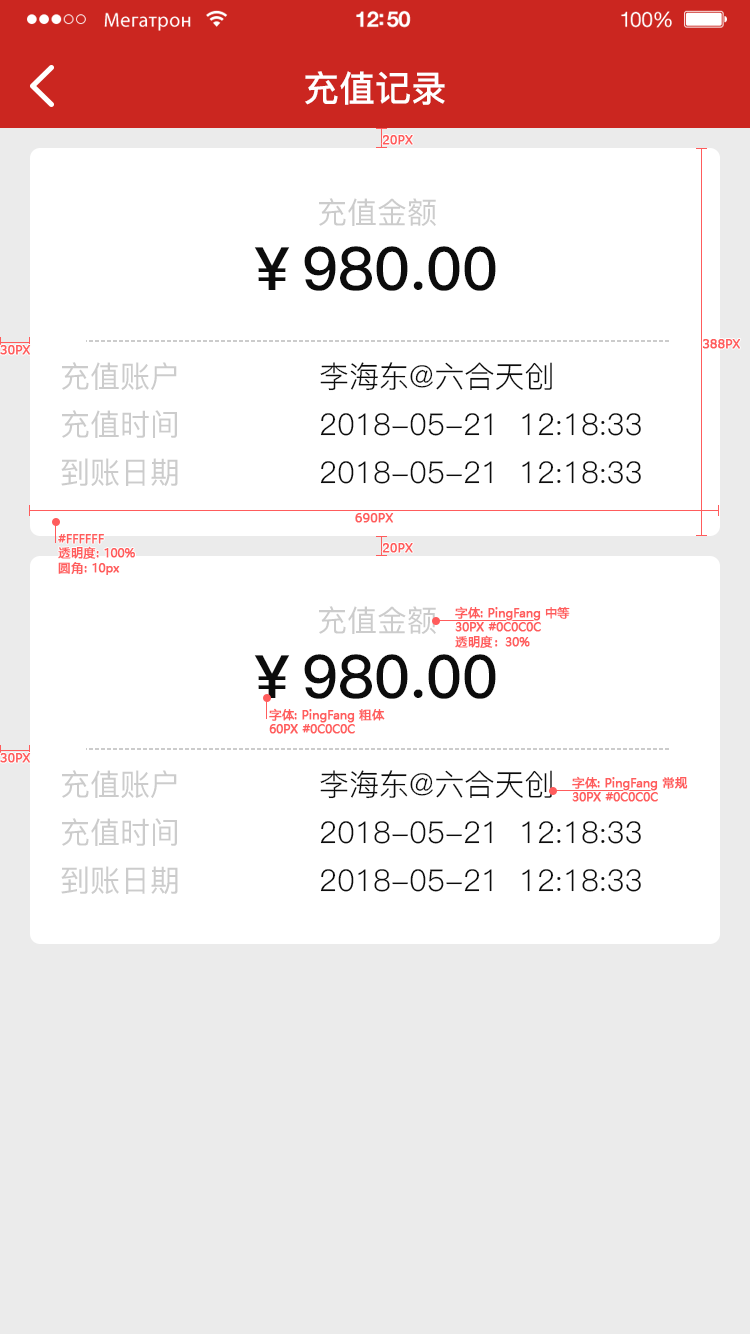 Мегатрон 12:50 100%
充值记录
20PX
充值金额
¥ 980.00
30PX
388PX
充值账户 李海东@六合天创
充值时间 2018-05-21 12:18:33
到账日期 2018-05-21 12:18:33
690PX
#FFFFFF
透明度: 100%
圆角: 10px
20PX
充值金额
字体: PingFang 中等
30PX #0C0C0C
透明度: 30%
¥ 980.00
字体: PingFang 粗体
60PX #0C0C0C
30PX
充值账户 李海东@六合天创
字体: PingFang 常规
30PX #0C0C0C
充值时间 2018-05-21 12:18:33
到账日期 2018-05-21 12:18:33